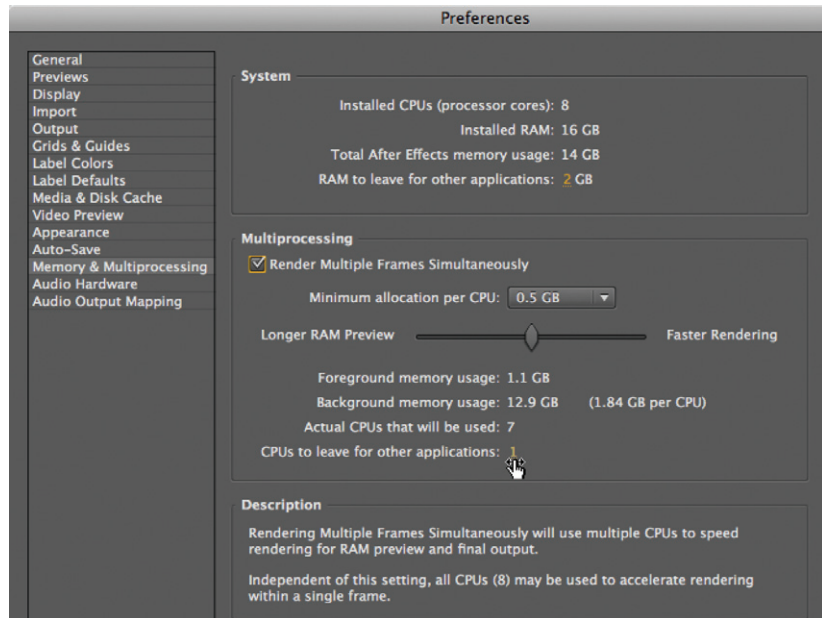 Preferences
General
Previews
Display
Import
Output
Grids & Guides
Label Colors
Label Defaults
Media & Disk Cache
Video Preview
Appearance
Auto-Save
Memory & Multiprocessing
Audio Hardware
Audio Output Mapping
System
Installed CPUs (processor cores): 8
Installed RAM: 16 GB
Total After Effects memory usage: 14 GB
RAM to leave for other applications: 2 GB
Multiprocessing
Render Multiple Frames Simultaneously
Minimum allocation per CPU: 0.5 GB
Longer RAM Preview Faster Rendering
Foreground memory usage: 1.1 GB
Background memory usage: 12.9 GB (1.84 GB per CPU)
Actual CPUs that will be used: 7
CPUs to leave for other applications: 1
Description
Rendering Multiple Frames Simultaneously will use multiple CPUs to speed
rendering for RAM preview and final output.
Independent of this setting, all CPUs (8) may be used to accelerate rendering
within a single frame.